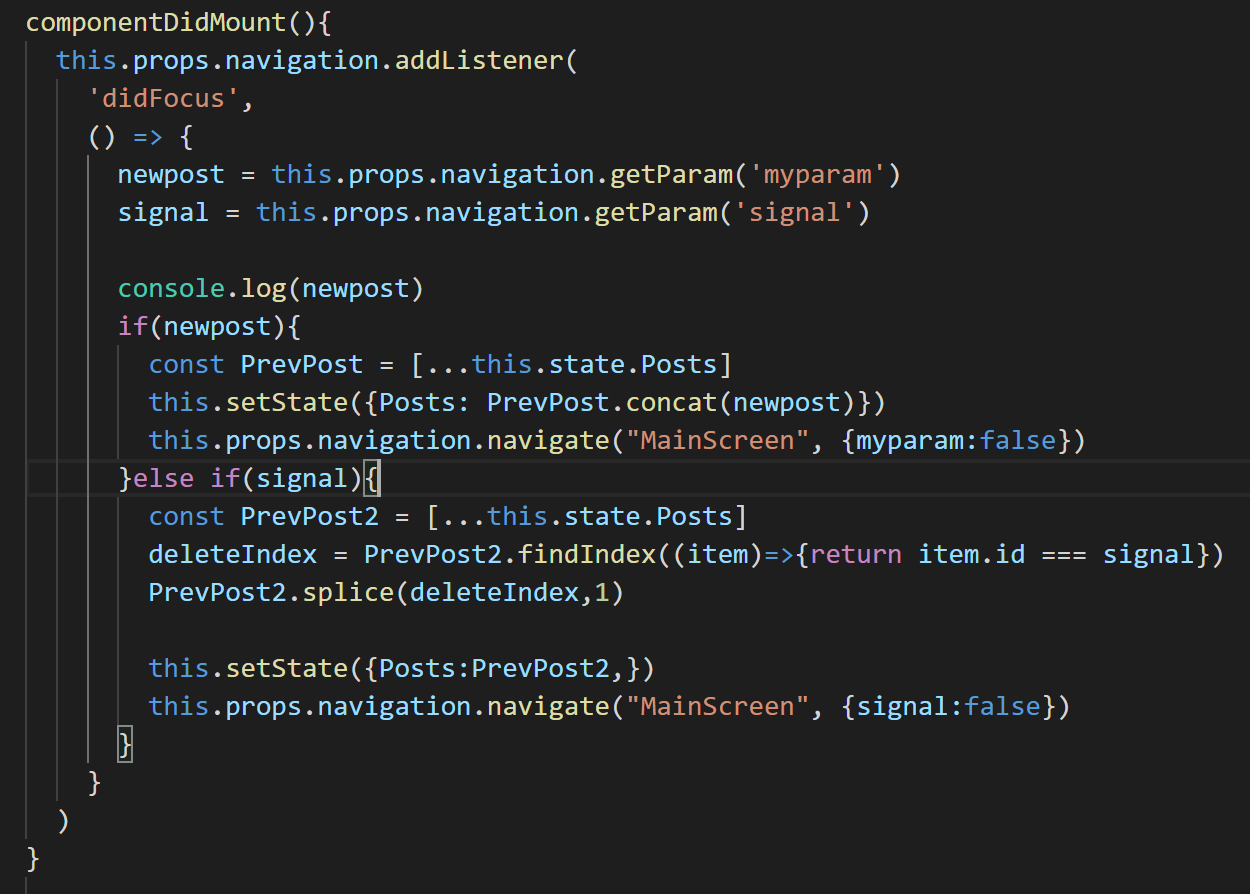 componentDidMount(){
this.props.navigation.addListener(
'didFocus',
() => {
newpost = this.props.navigation.getParam('myparam')
signal = this.props.navigation.getParam('signal')
console.log(newpost)
if(newpost){
const PrevPost = [...this.state.Posts]
this.setState({Posts: PrevPost.concat(newpost)})
this.props.navigation.navigate("MainScreen", {myparam:false})
}else if(signal){
const PrevPost2 = [...this.state.Posts]
deleteIndex = PrevPost2.findIndex((item)=>{return item.id === signal})
PrevPost2.splice(deleteIndex,1)
this.setState({Posts:PrevPost2,})
this.props.navigation.navigate("MainScreen", {signal:false})
}
}
)
}